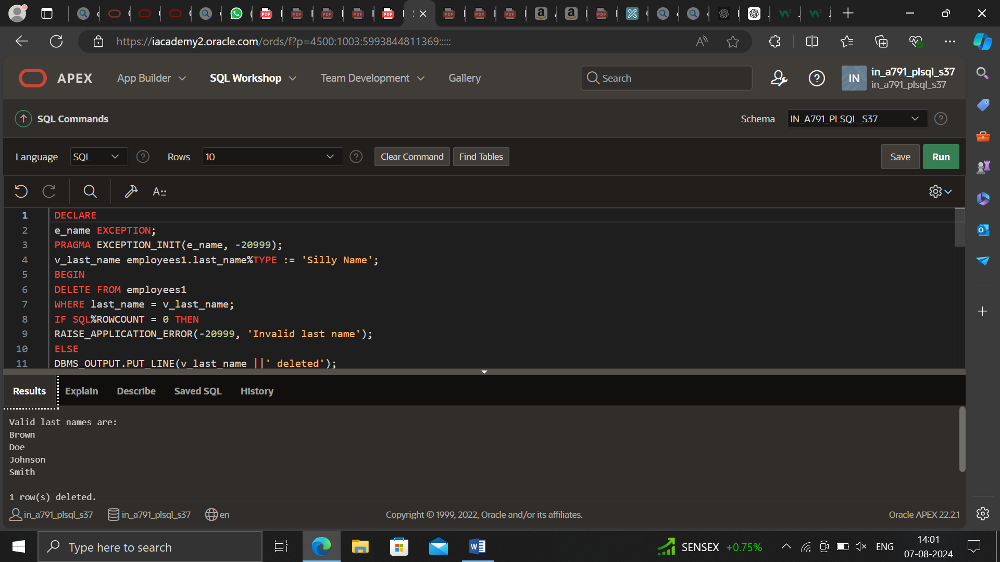 https://iacademy2.oracle.com/ords/f?p=4500:1003:5993844811369:::::
APEX
App Builder
SQL Workshop
Team Development
Gallery
Search
IN
in_a791_plsql_s37
in_a791_plsql_s37
SQL Commands
Schema
IN_A791_PLSQL_S37
Language
SQL
Rows
10
Clear Command
Find Tables
Save
Run
1 DECLARE
2 e_name EXCEPTION;
3 PRAGMA EXCEPTION_INIT(e_name, -20999);
4 v_last_name employees1.last_name%TYPE := 'Silly Name';
5 BEGIN
6 DELETE FROM employees1
7 WHERE last_name = v_last_name;
8 IF SQL%ROWCOUNT = 0 THEN
9 RAISE_APPLICATION_ERROR(-20999, 'Invalid last name');
10 ELSE
11 DBMS_OUTPUT.PUT_LINE(v_last_name ||' deleted');
Results
Explain
Describe
Saved SQL
History
Valid last names are:
Brown
Doe
Johnson
Smith
1 row(s) deleted.
in_a791_plsql_s37
in_a791_plsql_s37
en
Copyright © 1999, 2022, Oracle and/or its affiliates.
Oracle APEX 22.2.1
Type here to search
SENSEX +0.75%
ENG
14:01
07-08-2024